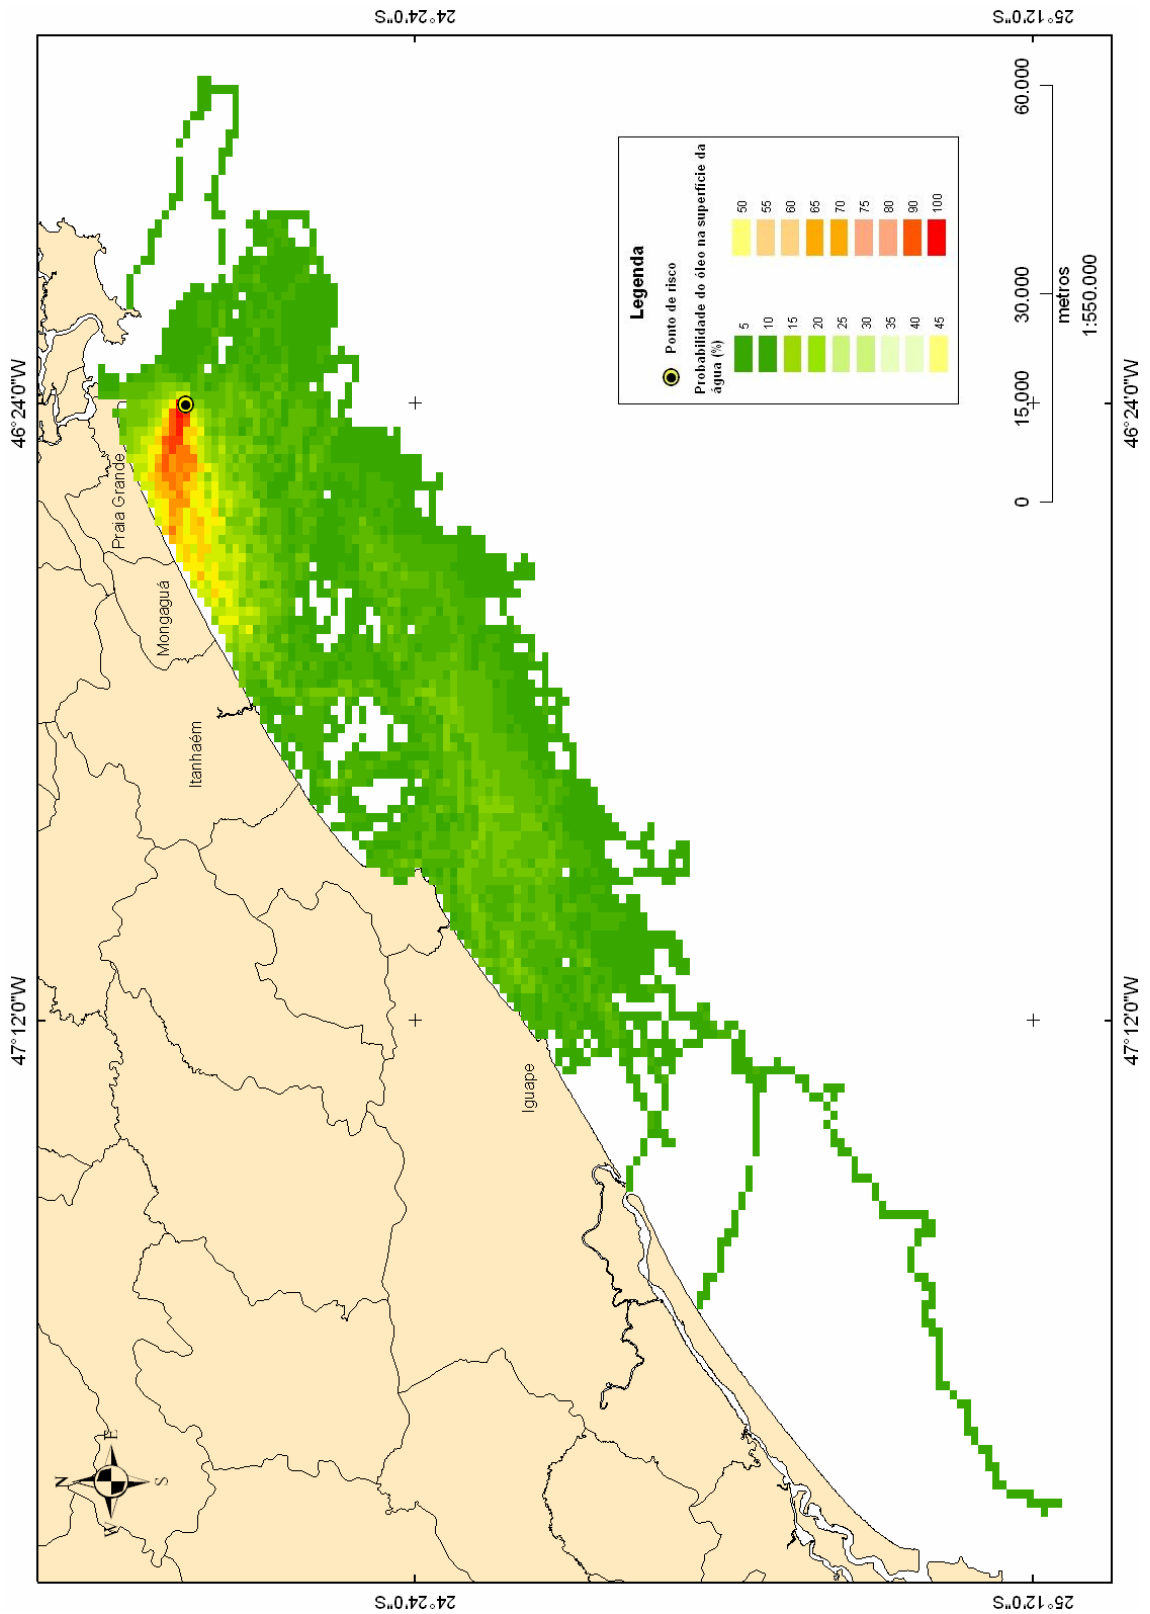 46°24'0"W
47°12'0"W
24°24'0"S
25°12'0"S
Praia Grande
Mongaguá
Itanhaém
Iguape
N
W
E
S
Legenda
Ponto de risco
Probabilidade do óleo na superfície da
água (%)
5
10
15
20
25
30
35
40
45
50
55
60
65
70
75
80
90
100
0
15.000
30.000
60.000
metros
1:550.000
24°24'0"S
25°12'0"S
47°12'0"W
46°24'0"W